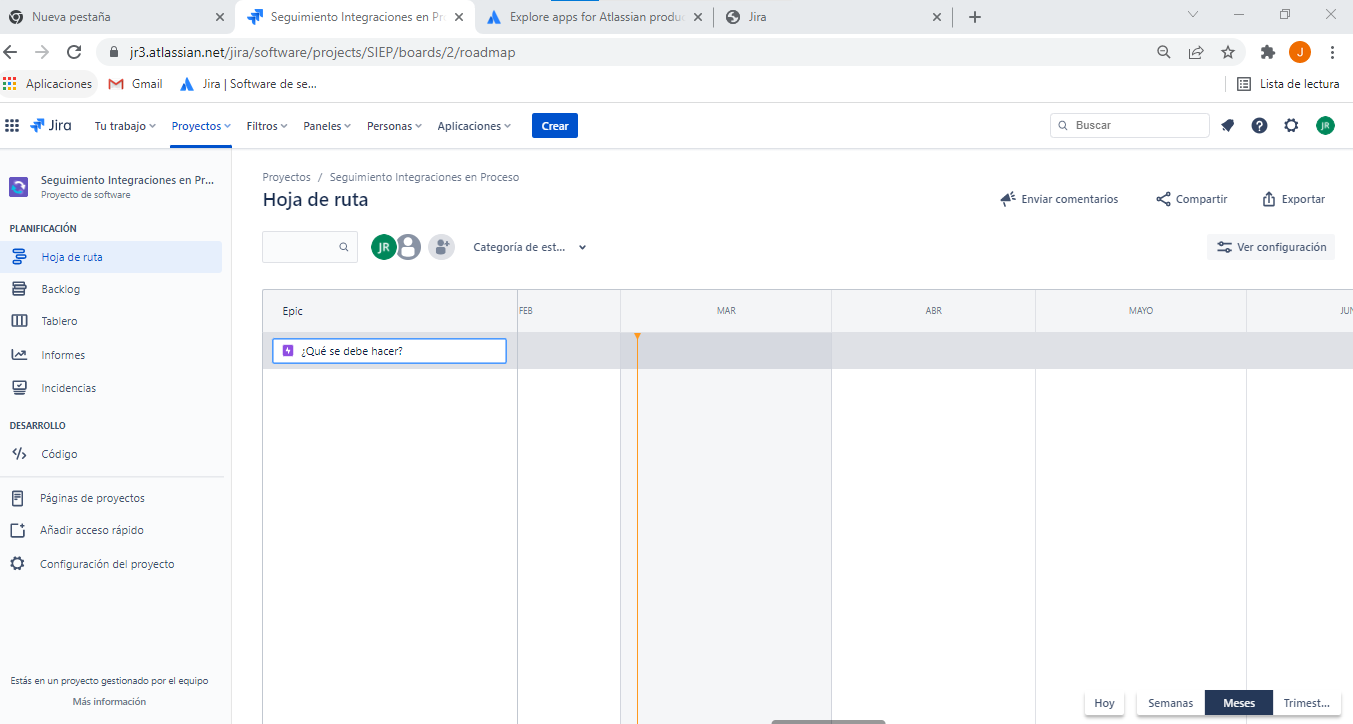 Nueva pestaña
Seguimiento Integraciones en Pr
Explore apps for Atlassian produ
Jira
jr3.atlassian.net/jira/software/projects/SIEP/boards/2/roadmap
J
Aplicaciones
Gmail
Jira | Software de se...
Lista de lectura
Jira
Tu trabajo
Proyectos
Filtros
Paneles
Personas
Aplicaciones
Crear
Buscar
JR
Seguimiento Integraciones en Pr...
Proyecto de software
PLANIFICACIÓN
Hoja de ruta
Backlog
Tablero
Informes
Incidencias
DESARROLLO
Código
Páginas de proyectos
Añadir acceso rápido
Configuración del proyecto
Estás en un proyecto gestionado por el equipo
Más información
Proyectos / Seguimiento Integraciones en Proceso
Hoja de ruta
Enviar comentarios
Compartir
Exportar
JR
Categoría de est...
Ver configuración
Epic
FEB
MAR
ABR
MAYO
JUN
¿Qué se debe hacer?
Hoy
Semanas
Meses
Trimest...